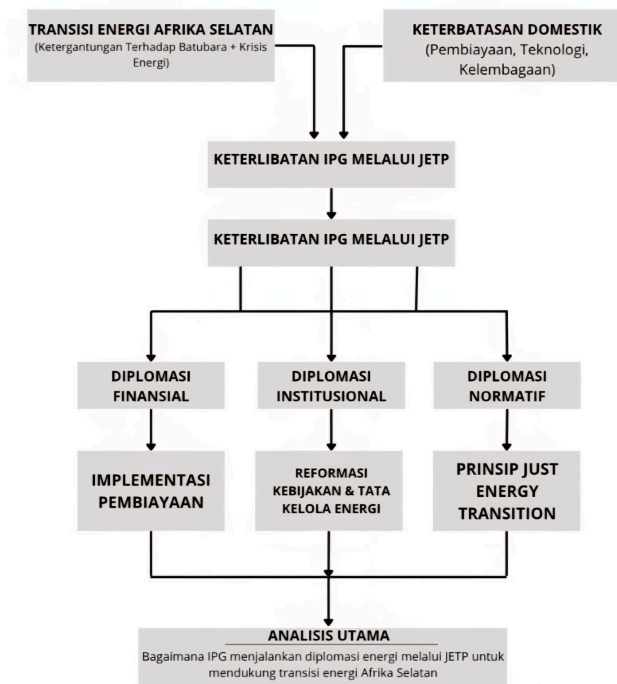 TRANSISI ENERGI AFRIKA SELATAN
(Ketergantungan Terhadap Batubara + Krisis
Energi)
KETERBATASAN DOMESTIK
(Pembiayaan, Teknologi,
Kelembagaan)
KETERLIBATAN IPG MELALUI JETP
KETERLIBATAN IPG MELALUI JETP
DIPLOMASI
FINANSIAL
DIPLOMASI
INSTITUSIONAL
DIPLOMASI
NORMATIF
IMPLEMENTASI
PEMBIAYAAN
REFORMASI
KEBIJAKAN & TATA
KELOLA ENERGI
PRINSIP JUST
ENERGY
TRANSITION
ANALISIS UTAMA
Bagaimana IPG menjalankan diplomasi energi melalui JETP untuk
mendukung transisi energi Afrika Selatan